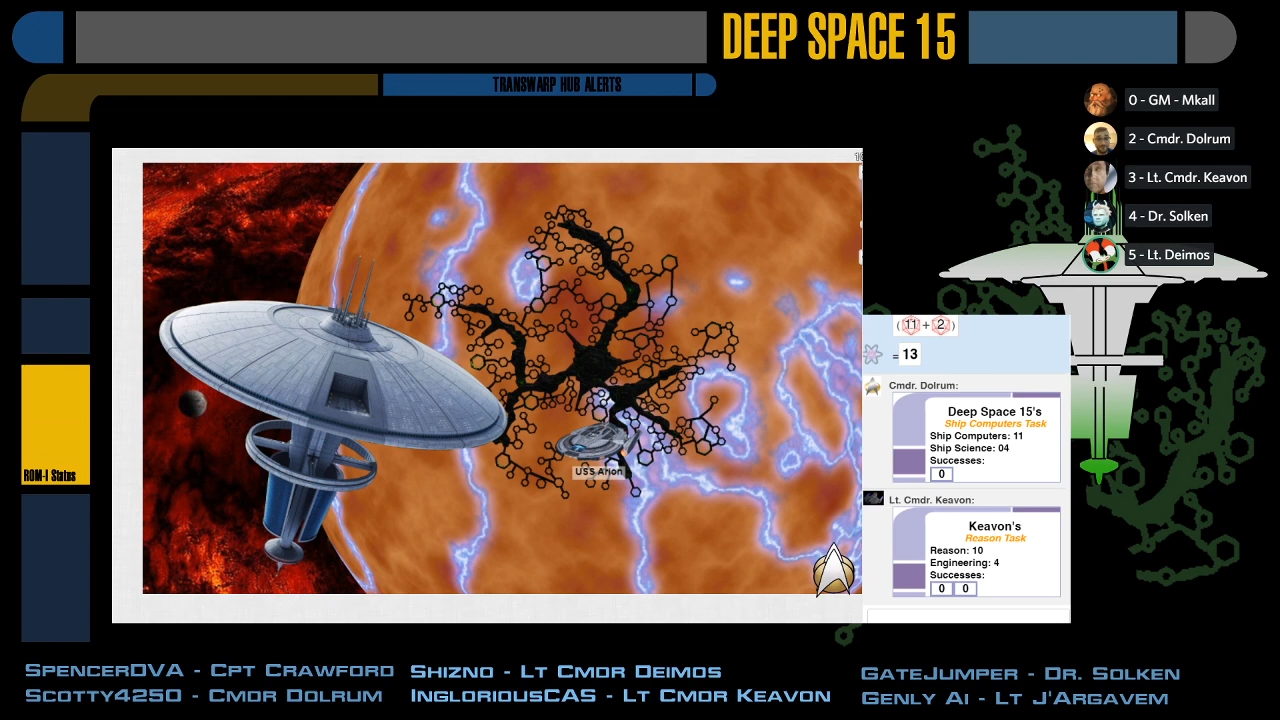 DEEP SPACE 15
TRANSWARP HUB ALERTS
0 - GM - Mkall
2 - Cmdr. Dolrum
3 - Lt. Cmdr. Keavon
4 - Dr. Solken
5 - Lt. Deimos
ROM-I Status
USS Arion
(11+2)
=13
Cmdr. Dolrum:
Deep Space 15's
Ship Computers Task
Ship Computers: 11
Ship Science: 04
Successes:
0
Lt. Cmdr. Keavon:
Keavon's
Reason Task
Reason: 10
Engineering: 4
Successes:
0 0
SpencerDVA - Cpt Crawford
Scotty4250 - Cmdr Dolrum
Shizno - Lt Cmdr Deimos
IngloriousCAS - Lt Cmdr Keavon
GateJumper - Dr. Solken
Genly Ai - Lt J'Argavem